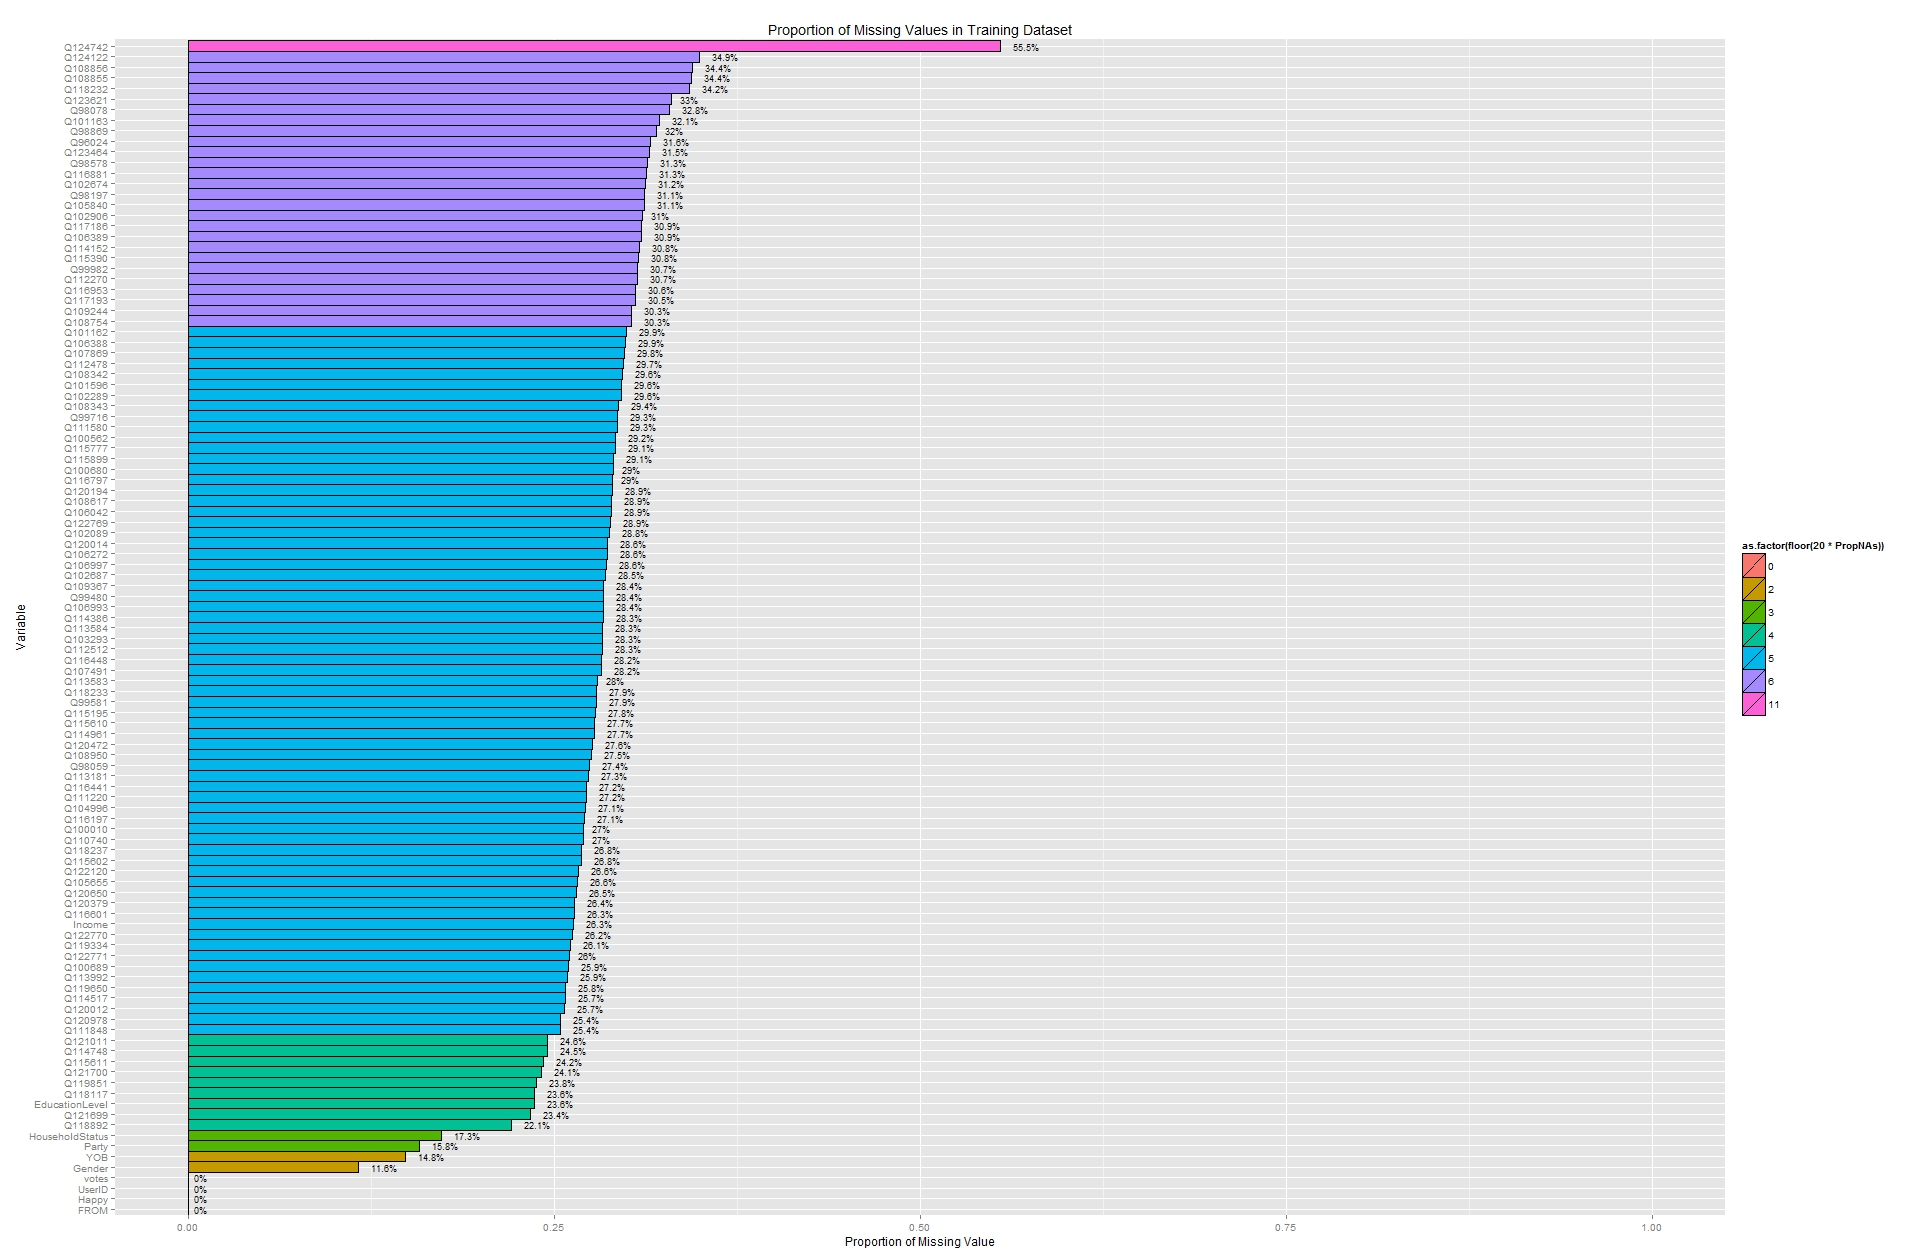 Proportion of Missing Values in Training Dataset
Q124742 55.5%
Q124122 34.9%
Q108856 34.4%
Q108855 34.4%
Q118232 34.2%
Q123621 33%
Q98078 32.8%
Q101163 32.1%
Q98869 32%
Q96024 31.6%
Q123464 31.5%
Q98578 31.3%
Q116881 31.3%
Q102674 31.2%
Q98197 31.1%
Q105840 31.1%
Q102906 31%
Q117186 30.9%
Q106389 30.9%
Q114152 30.8%
Q115390 30.8%
Q99982 30.7%
Q112270 30.7%
Q116953 30.6%
Q117193 30.5%
Q109244 30.3%
Q108754 30.3%
Q101162 29.9%
Q106388 29.9%
Q107869 29.8%
Q112478 29.7%
Q108342 29.6%
Q101596 29.6%
Q102289 29.6%
Q108343 29.4%
Q99716 29.3%
Q111580 29.3%
Q100562 29.2%
Q115777 29.1%
Q115899 29.1%
Q100680 29%
Q116797 29%
Q120194 28.9%
Q108617 28.9%
Q106042 28.9%
Q122769 28.9%
Q102089 28.8%
Q120014 28.6%
Q106272 28.6%
Q106997 28.6%
Q102687 28.5%
Q109367 28.4%
Q99480 28.4%
Q106993 28.4%
Q114386 28.3%
Q113584 28.3%
Q103293 28.3%
Q112512 28.3%
Q116448 28.2%
Q107491 28.2%
Q113583 28%
Q118233 27.9%
Q99581 27.9%
Q115195 27.8%
Q115610 27.7%
Q114961 27.7%
Q120472 27.6%
Q108950 27.5%
Q98059 27.4%
Q113181 27.3%
Q116441 27.2%
Q111220 27.2%
Q104996 27.1%
Q116197 27.1%
Q100010 27%
Q110740 27%
Q118237 26.8%
Q115602 26.8%
Q122120 26.6%
Q105655 26.6%
Q120650 26.5%
Q120379 26.4%
Q116601 26.3%
Income 26.3%
Q122770 26.2%
Q119334 26.1%
Q122771 26%
Q100689 25.9%
Q113992 25.9%
Q119650 25.8%
Q114517 25.7%
Q120012 25.7%
Q120978 25.4%
Q111848 25.4%
Q121011 24.6%
Q114748 24.5%
Q115611 24.2%
Q121700 24.1%
Q119851 23.8%
Q118117 23.6%
EducationLevel 23.6%
Q121699 23.4%
Q118892 22.1%
HouseholdStatus 17.3%
Party 15.8%
YOB 14.8%
Gender 11.6%
votes 0%
UserID 0%
Happy 0%
FROM 0%
0.00 0.25 0.50 0.75 1.00
Proportion of Missing Value
Variable
as.factor(floor(20 * PropNAs))
0
2
3
4
5
6
11